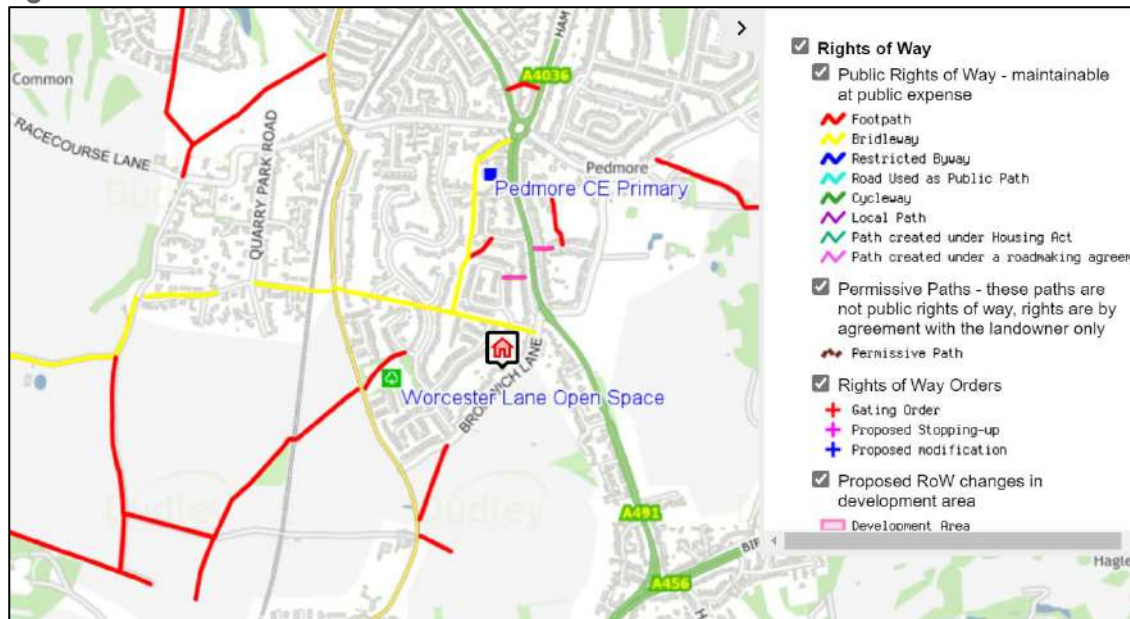 Common
RACECOURSE LANE
QUARRY PARK ROAD
A4036
HAM
Pedmore
Pedmore CE Primary
BROMWICH LANE
Worcester Lane Open Space
Dudley
A491
A456
BIR
Hagle
Rights of Way
Public Rights of Way - maintainable
at public expense
Footpath
Bridleway
Restricted Byway
Road Used as Public Path
Cycleway
Local Path
Path created under Housing Act
Path created under a roadmaking agreem
Permissive Paths - these paths are
not public rights of way, rights are by
agreement with the landowner only
Permissive Path
Rights of Way Orders
Gating Order
Proposed Stopping-up
Proposed modification
Proposed RoW changes in
development area
Development Area